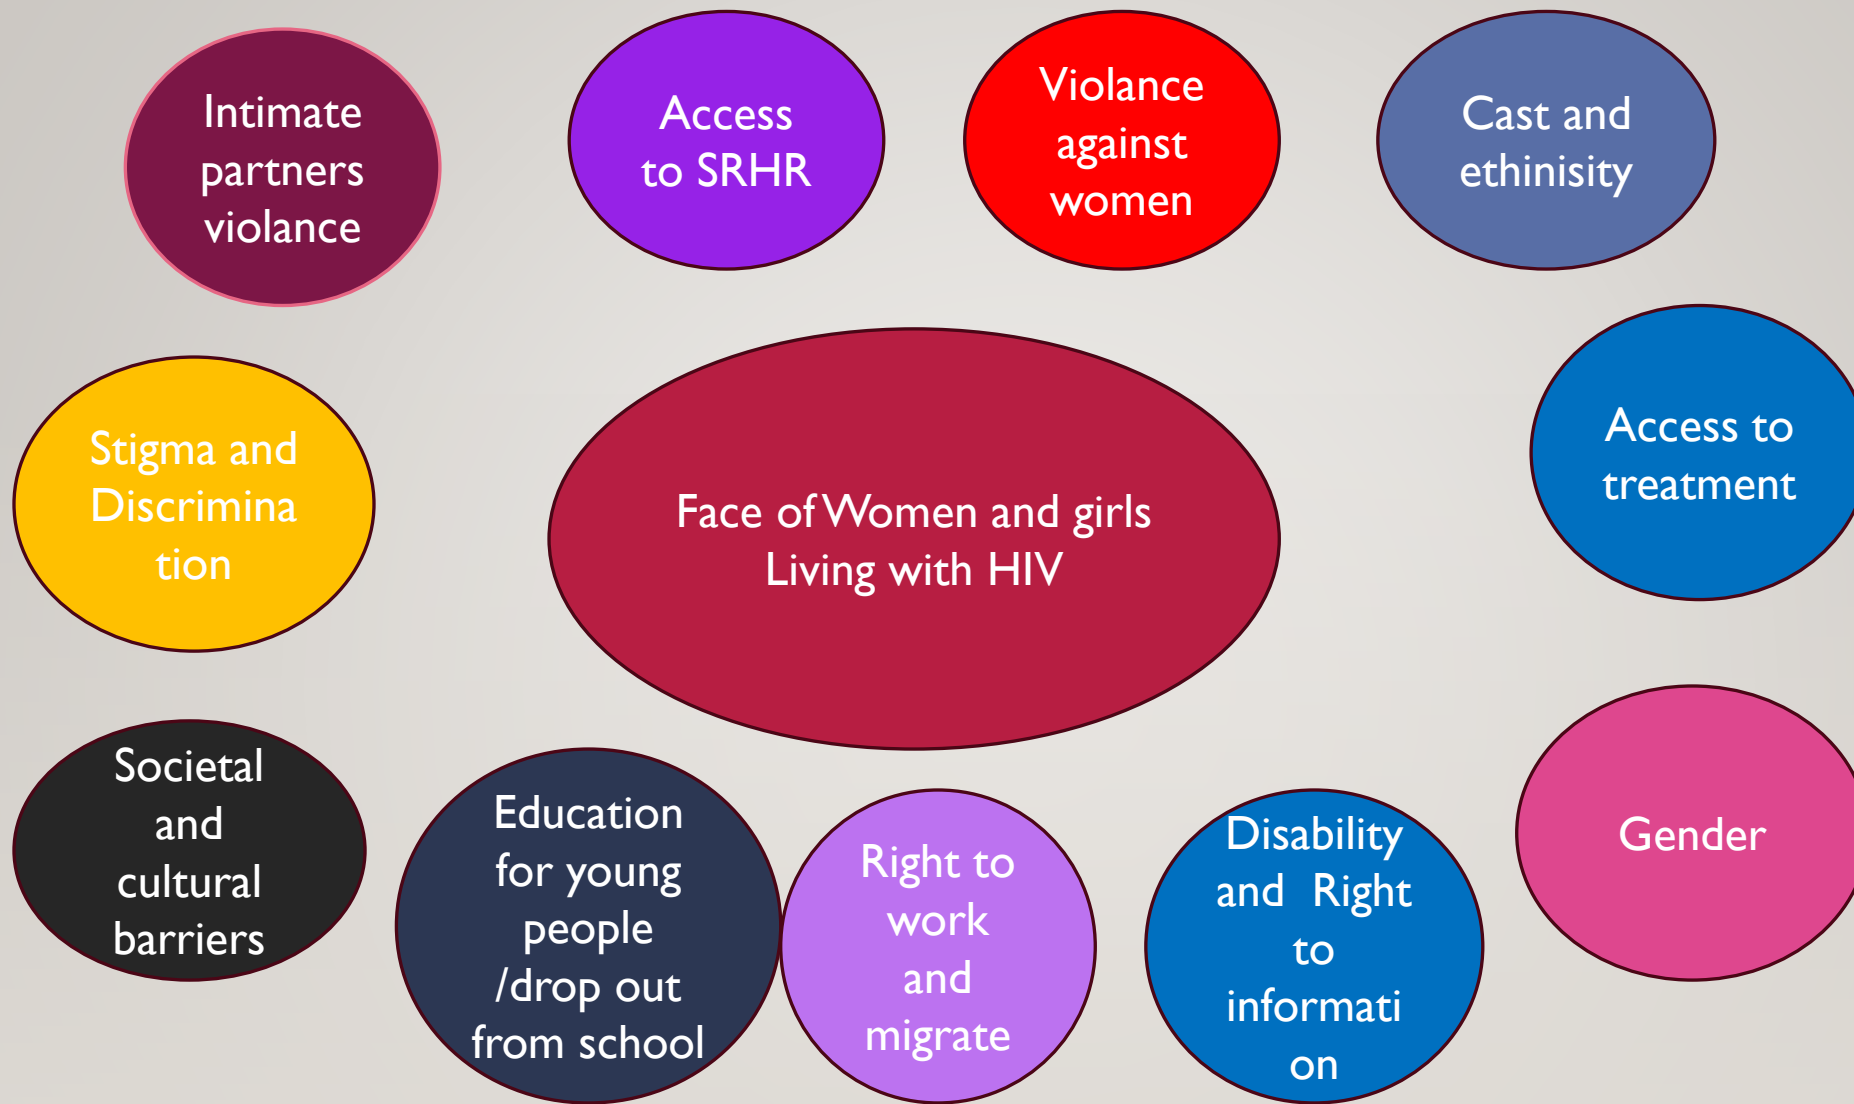 Intimate
partners
violance
Access
to SRHR
Violance
against
women
Cast and
ethinisity
Stigma and
Discrimina
tion
Face of Women and girls
Living with HIV
Access to
treatment
Societal
and
cultural
barriers
Education
for young
people
/drop out
from school
Right to
work
and
migrate
Disability
and  Right
to
informati
on
Gender